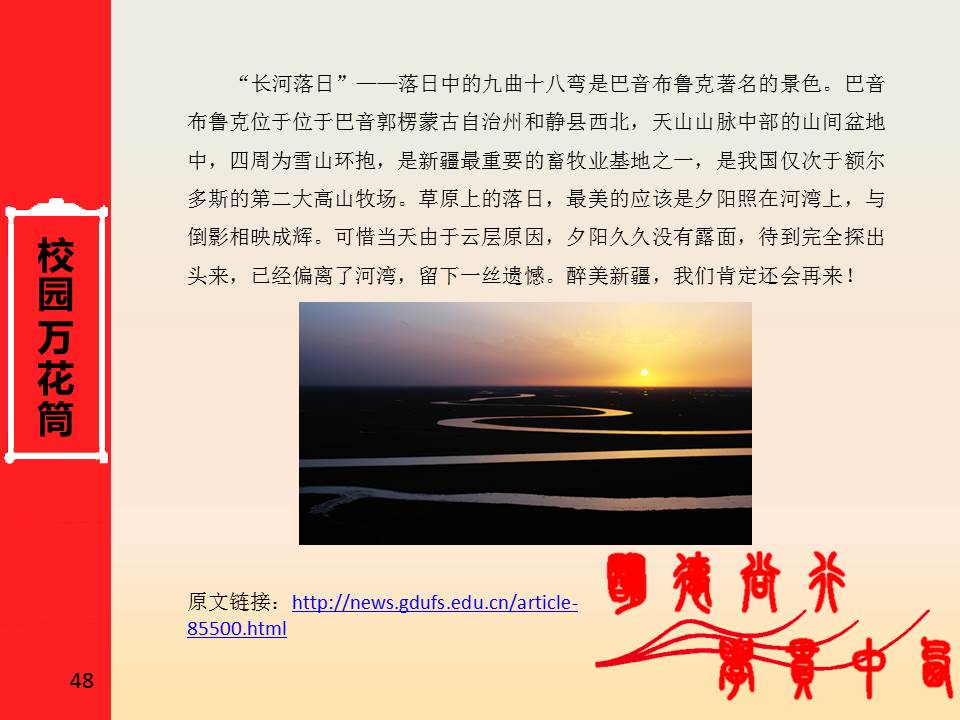 “长河落日”——落日中的九曲十八弯是巴音布鲁克著名的景色。巴音
布鲁克位于位于巴音郭楞蒙古自治州和静县西北，天山山脉中部的山间盆地
中，四周为雪山环抱，是新疆最重要的畜牧业基地之一，是我国仅次于额尔
多斯的第二大高山牧场。草原上的落日，最美的应该是夕阳照在河湾上，与
倒影相映成辉。可惜当天由于云层原因，夕阳久久没有露面，待到完全探出
头来，已经偏离了河湾，留下一丝遗憾。醉美新疆，我们肯定还会再来！
校园万花筒
原文链接：http://news.gdufs.edu.cn/article-
85500.html
明德尚行
學貫中西
48